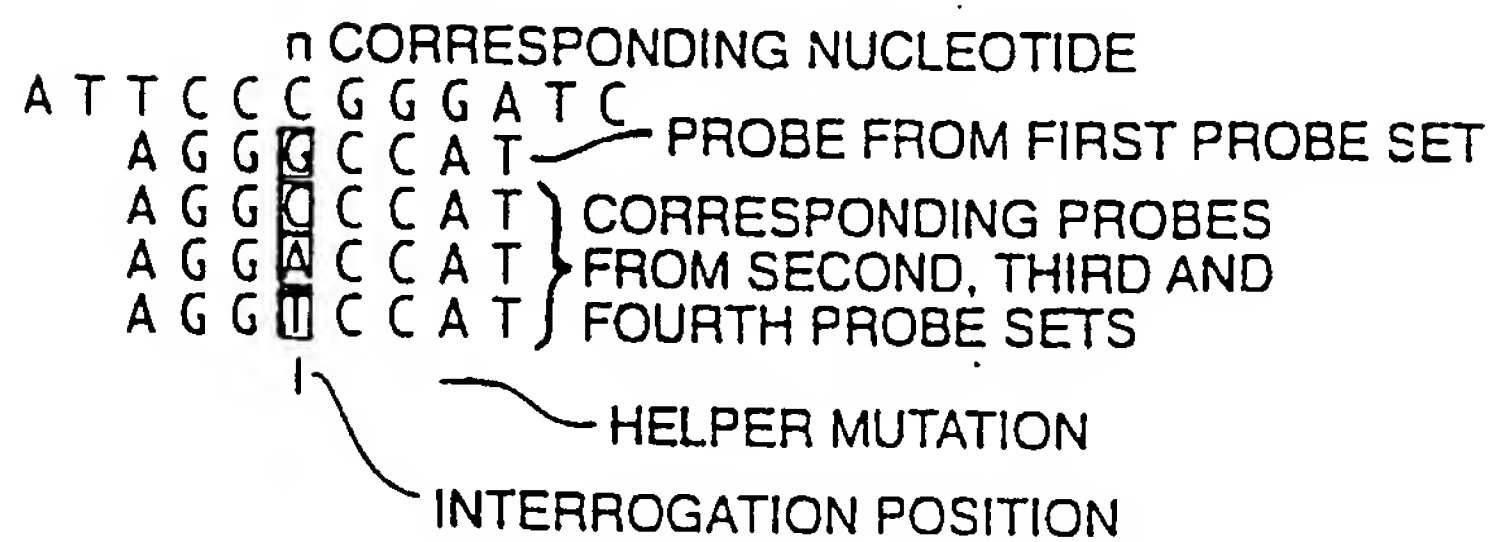 n CORRESPONDING NUCLEOTIDE
A T T C C C G G G A T C
A G G G C C A T
PROBE FROM FIRST PROBE SET
A G G C C C A T
A G G A C C A T
A G G T C C A T
CORRESPONDING PROBES
FROM SECOND, THIRD AND
FOURTH PROBE SETS
I
HELPER MUTATION
INTERROGATION POSITION